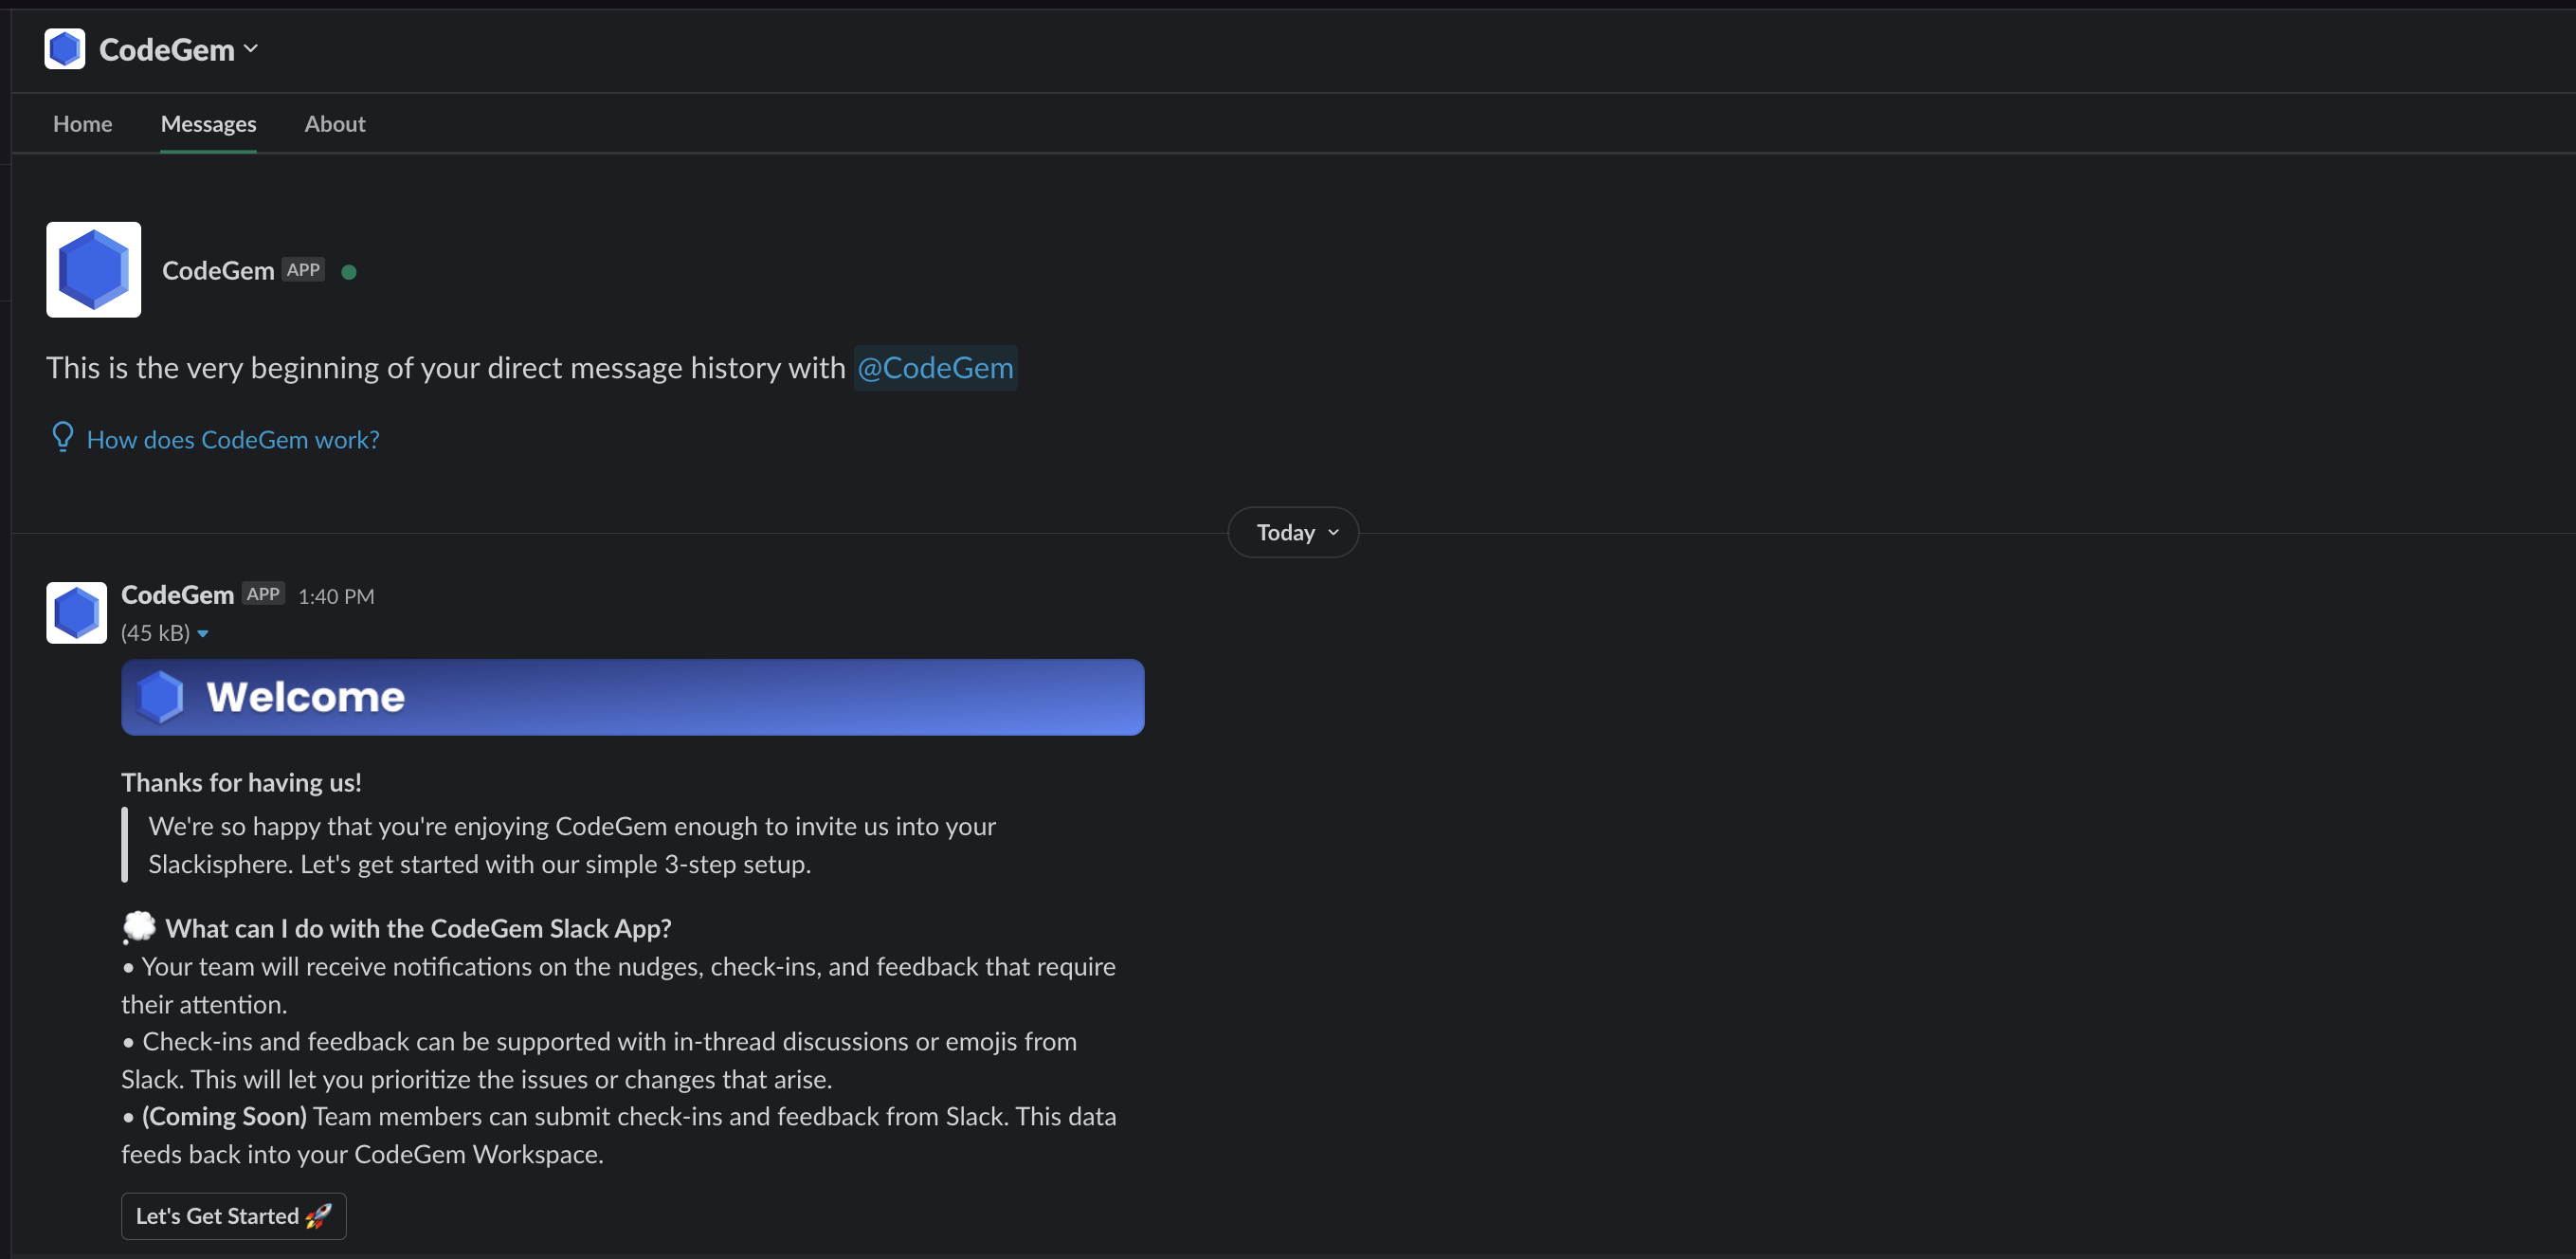 CodeGem
Home Messages About
CodeGem APP
This is the very beginning of your direct message history with @CodeGem
How does CodeGem work?
Today
CodeGem APP 1:40 PM
(45 kB)
Welcome
Thanks for having us!
We're so happy that you're enjoying CodeGem enough to invite us into your
Slackisphere. Let's get started with our simple 3-step setup.
What can I do with the CodeGem Slack App?
• Your team will receive notifications on the nudges, check-ins, and feedback that require
their attention.
• Check-ins and feedback can be supported with in-thread discussions or emojis from
Slack. This will let you prioritize the issues or changes that arise.
• (Coming Soon) Team members can submit check-ins and feedback from Slack. This data
feeds back into your CodeGem Workspace.
Let's Get Started 🚀